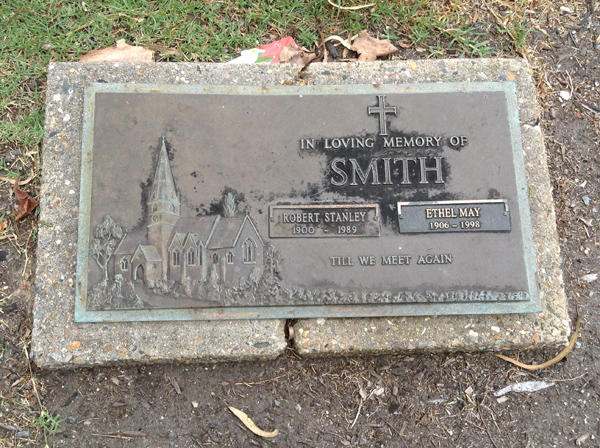 IN LOVING MEMORY OF
SMITH
ROBERT STANLEY
1900 - 1989
ETHEL MAY
1906 - 1998
TILL WE MEET AGAIN